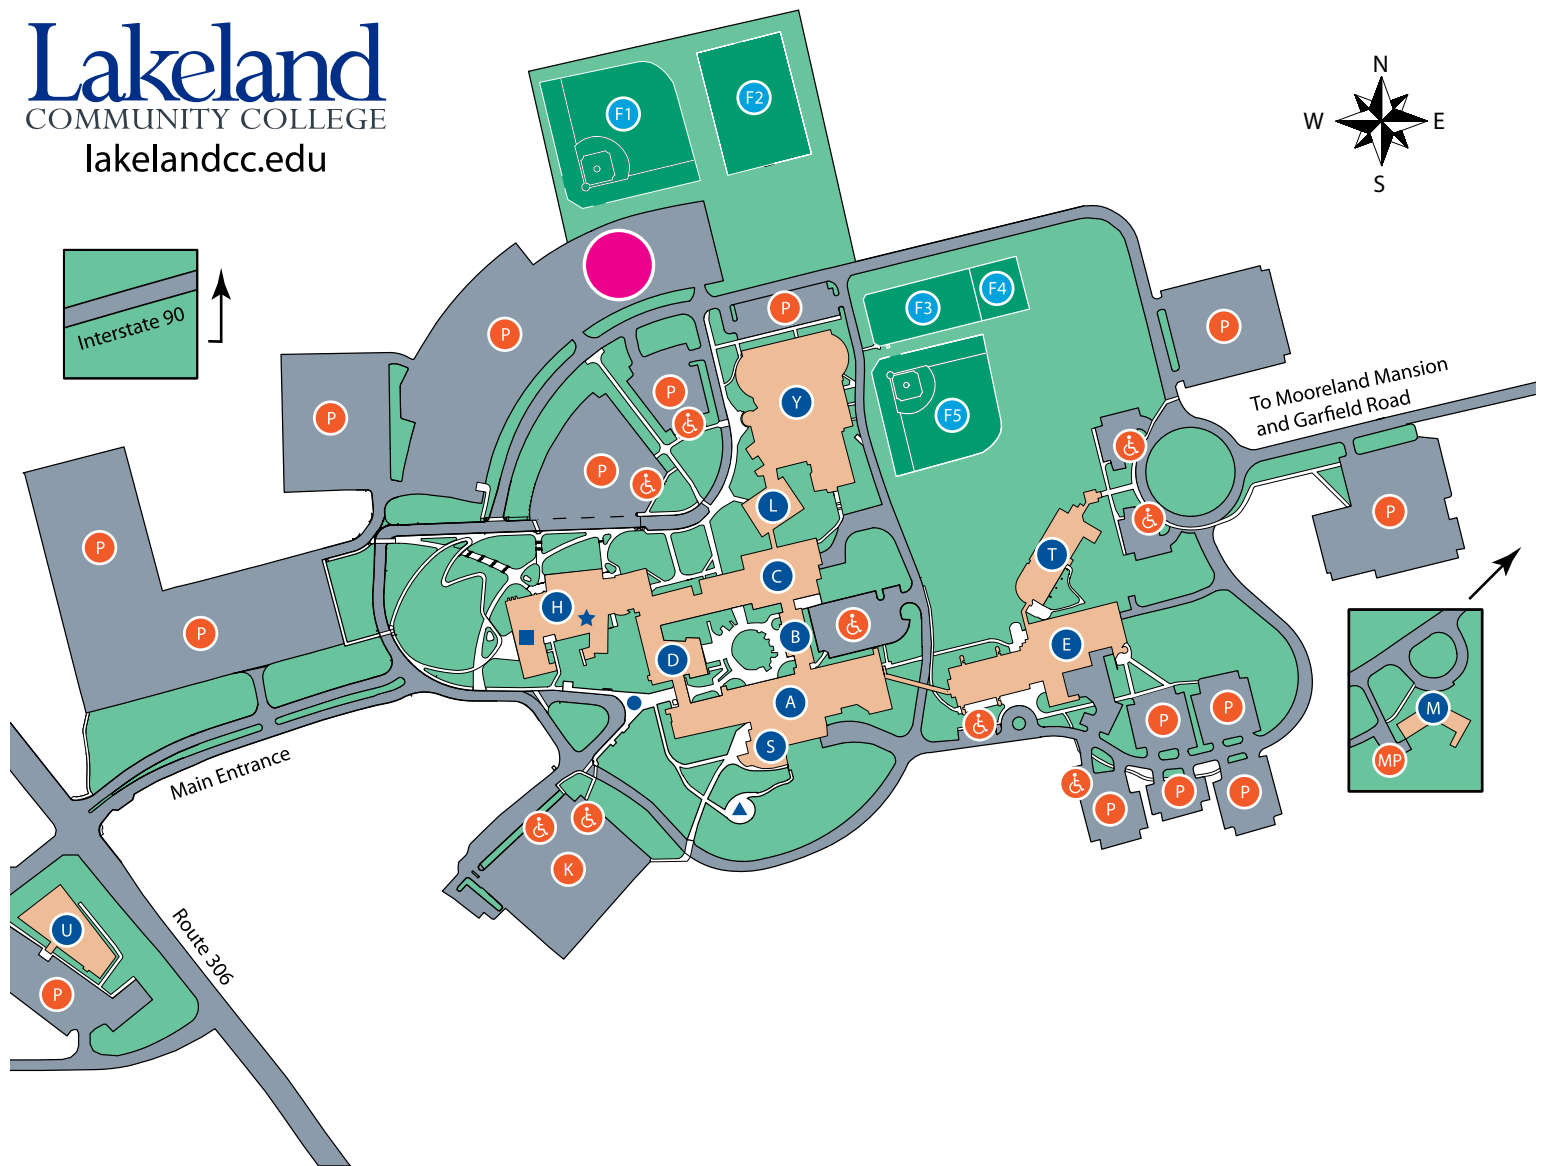 Lakeland
COMMUNITY COLLEGE
lakelandcc.edu
N
W
E
S
F1
F2
Interstate 90
F3
F4
F5
P
P
P
P
P
P
Y
To Mooreland Mansion
and Garfield Road
P
L
P
P
T
C
H
B
E
D
A
S
P
P
P
M
MP
P
P
P
Main Entrance
K
Route 306
U
P